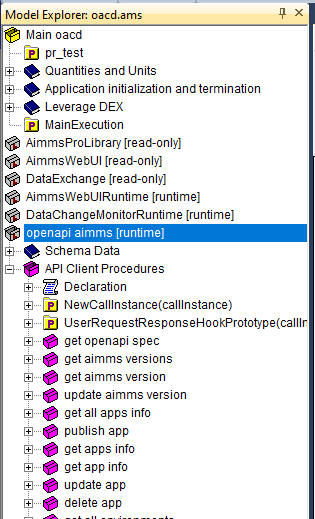 Model Explorer: oacd.ams
Main oacd
P pr_test
Quantities and Units
Application initialization and termination
Leverage DEX
P MainExecution
AimmsProLibrary [read-only]
AimmsWebUI [read-only]
DataExchange [read-only]
AimmsWebUIRuntime [runtime]
DataChangeMonitorRuntime [runtime]
openapi aimms [runtime]
Schema Data
API Client Procedures
Declaration
P NewCallInstance(callInstance)
P UserRequestResponseHookPrototype(callIn
get openapi spec
get aimms versions
get aimms version
update aimms version
get all apps info
publish app
get apps info
get app info
update app
delete app
get all environments